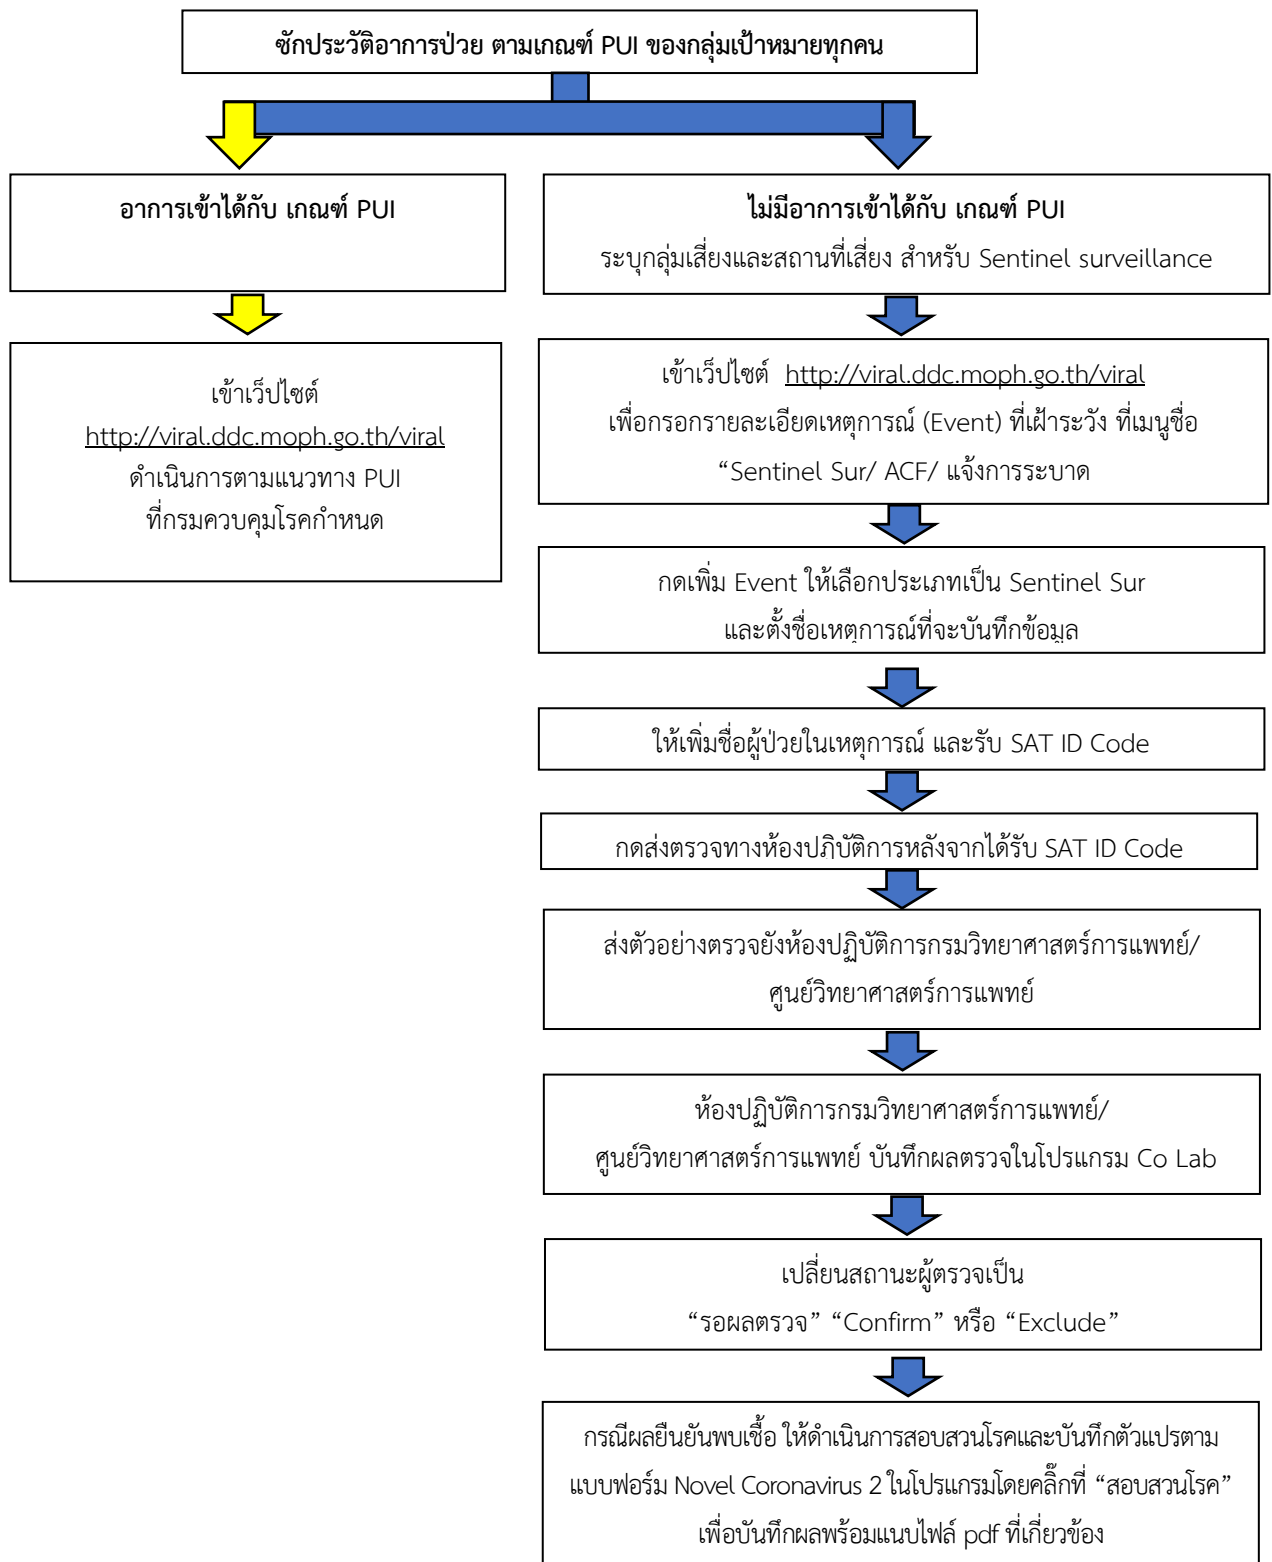 ซักประวัติอาการป่วย ตามเกณฑ์ PUI ของกลุ่มเป้าหมายทุกคน
อาการเข้าได้กับ เกณฑ์ PUI
ไม่มีอาการเข้าได้กับ เกณฑ์ PUI
ระบุกลุ่มเสี่ยงและสถานที่เสี่ยง สำหรับ Sentinel surveillance
เข้าเว็ปไซต์
http://viral.ddc.moph.go.th/viral
ดำเนินการตามแนวทาง PUI
ที่กรมควบคุมโรคกำหนด
เข้าเว็ปไซต์ http://viral.ddc.moph.go.th/viral
เพื่อกรอกรายละเอียดเหตุการณ์ (Event) ที่เฝ้าระวัง ที่เมนูชื่อ
“Sentinel Sur/ ACF/ แจ้งการระบาด
กดเพิ่ม Event ให้เลือกประเภทเป็น Sentinel Sur
และตั้งชื่อเหตุการณ์ที่จะบันทึกข้อมูล
ให้เพิ่มชื่อผู้ป่วยในเหตุการณ์ และรับ SAT ID Code
กดส่งตรวจทางห้องปฏิบัติการหลังจากได้รับ SAT ID Code
ส่งตัวอย่างตรวจยังห้องปฏิบัติการกรมวิทยาศาสตร์การแพทย์/
ศูนย์วิทยาศาสตร์การแพทย์
ห้องปฏิบัติการกรมวิทยาศาสตร์การแพทย์/
ศูนย์วิทยาศาสตร์การแพทย์ บันทึกผลตรวจในโปรแกรม Co Lab
เปลี่ยนสถานะผู้ตรวจเป็น
“รอผลตรวจ” “Confirm” หรือ “Exclude”
กรณีผลยืนยันพบเชื้อ ให้ดำเนินการสอบสวนโรคและบันทึกตัวแปรตาม
แบบฟอร์ม Novel Coronavirus 2 ในโปรแกรมโดยคลิ๊กที่ “สอบสวนโรค”
เพื่อบันทึกผลพร้อมแนบไฟล์ pdf ที่เกี่ยวข้อง